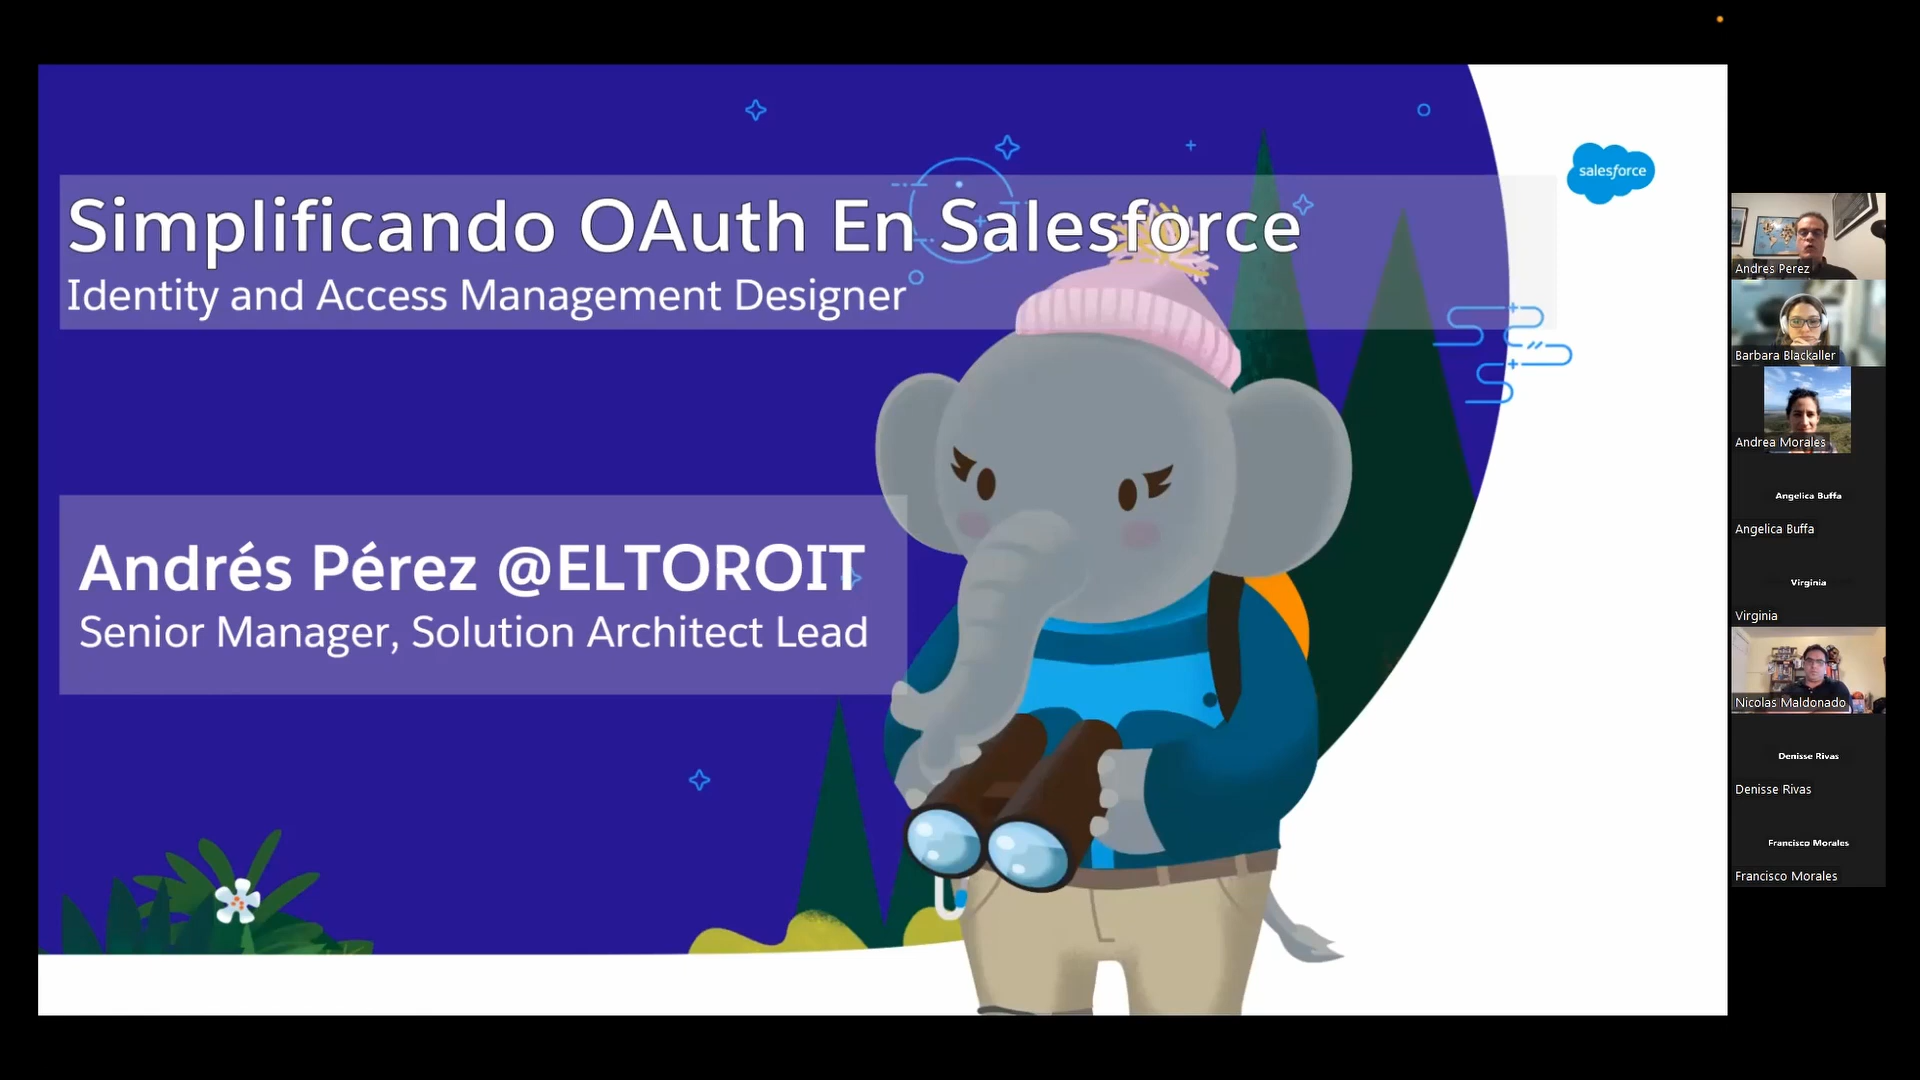 Simplificando OAuth En Salesforce
Identity and Access Management Designer
salesforce
Andrés Pérez @ELTOROIT
Senior Manager, Solution Architect Lead
Andres Perez
Barbara Blackaller
Andrea Morales
Angelica Buffa
Angelica Buffa
Virginia
Virginia
Nicolas Maldonado
Denisse Rivas
Denisse Rivas
Francisco Morales
Francisco Morales